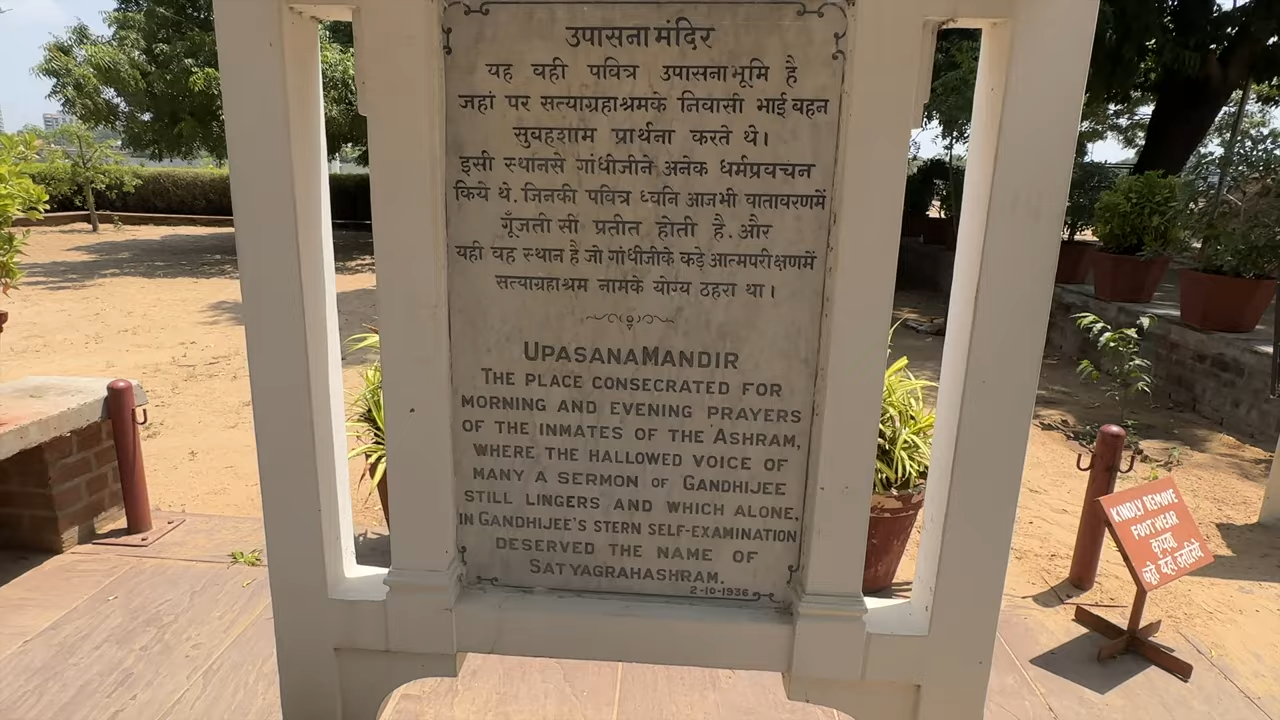 उपासना मंदिर
यह वही पवित्र उपासनाभूमि है
जहां पर सत्याग्रहाश्रमके निवासी भाई बहन
सुबहशाम प्रार्थना करते थे।
इसी स्थानसे गांधीजीने अनेक धर्मप्रवचन
किये थे. जिनकी पवित्र ध्वनि आजभी वातावरणमें
गूँजती सी प्रतीत होती है. और
यही वह स्थान है जो गांधीजीके कड़े आत्मपरीक्षणमें
सत्याग्रहाश्रम नामके योग्य ठहरा था।
UPASANAMANDIR
THE PLACE CONSECRATED FOR
MORNING AND EVENING PRAYERS
OF THE INMATES OF THE ASHRAM,
WHERE THE HALLOWED VOICE OF
MANY A SERMON OF GANDHIJEE
STILL LINGERS AND WHICH ALONE,
IN GANDHIJEE'S STERN SELF-EXAMINATION
DESERVED THE NAME OF
SATYAGRAHASHRAM.
2-10-1936
KINDLY REMOVE
FOOT WEAR
कृपया
जूते यहाँ उतारिये